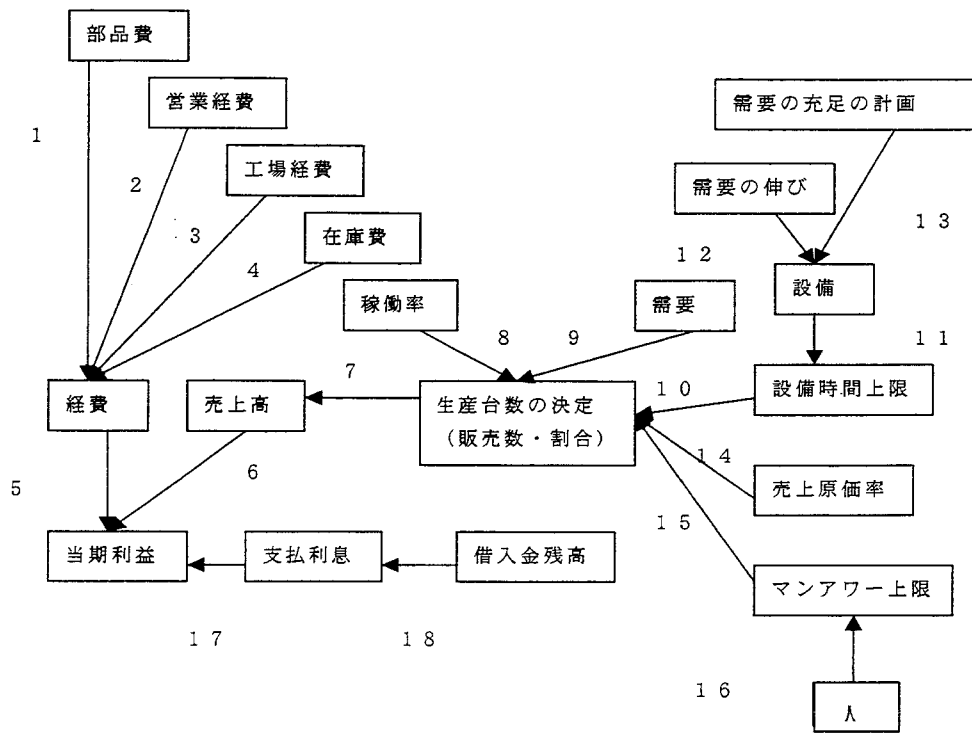 部品費
営業経費
需要の充足の計画
1
工場経費
2
需要の伸び
3
在庫費
13
4
12
設備
稼働率
需要
8
9
11
7
経費
売上高
生産台数の決定
(販売数・割合)
10
設備時間上限
14
6
5
売上原価率
15
当期利益
支払利息
借入金残高
マンアワー上限
17
18
16
人